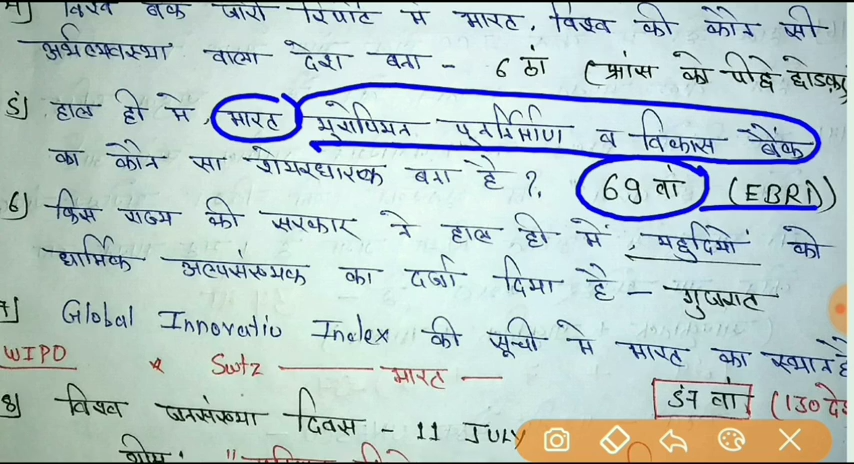 4) विश्व बैंक जारी रिपोर्ट में भारत, विश्व की कौन सी
अर्थव्यवस्था वाला देश बना - 6 ठां (फ्रांस को पीछे छोडकर
5) हाल ही में, भारत यूरोपियन पुनर्निर्माण व विकास बैंक
का कौन सा शेयरधारक बना है? 69 वां (EBRD)
6) किस राज्य की सरकार ने हाल ही में यहुदियों को
धार्मिक अल्पसंख्यक का दर्जा दिया है - गुजरात
7) Global Innovatio Index की सूची में भारत का स्थान है
WIPO * Swtz ——— भारत —
57 वां (130 दे
8) विश्व जनसंख्या दिवस - 11 JULY
थीम: "